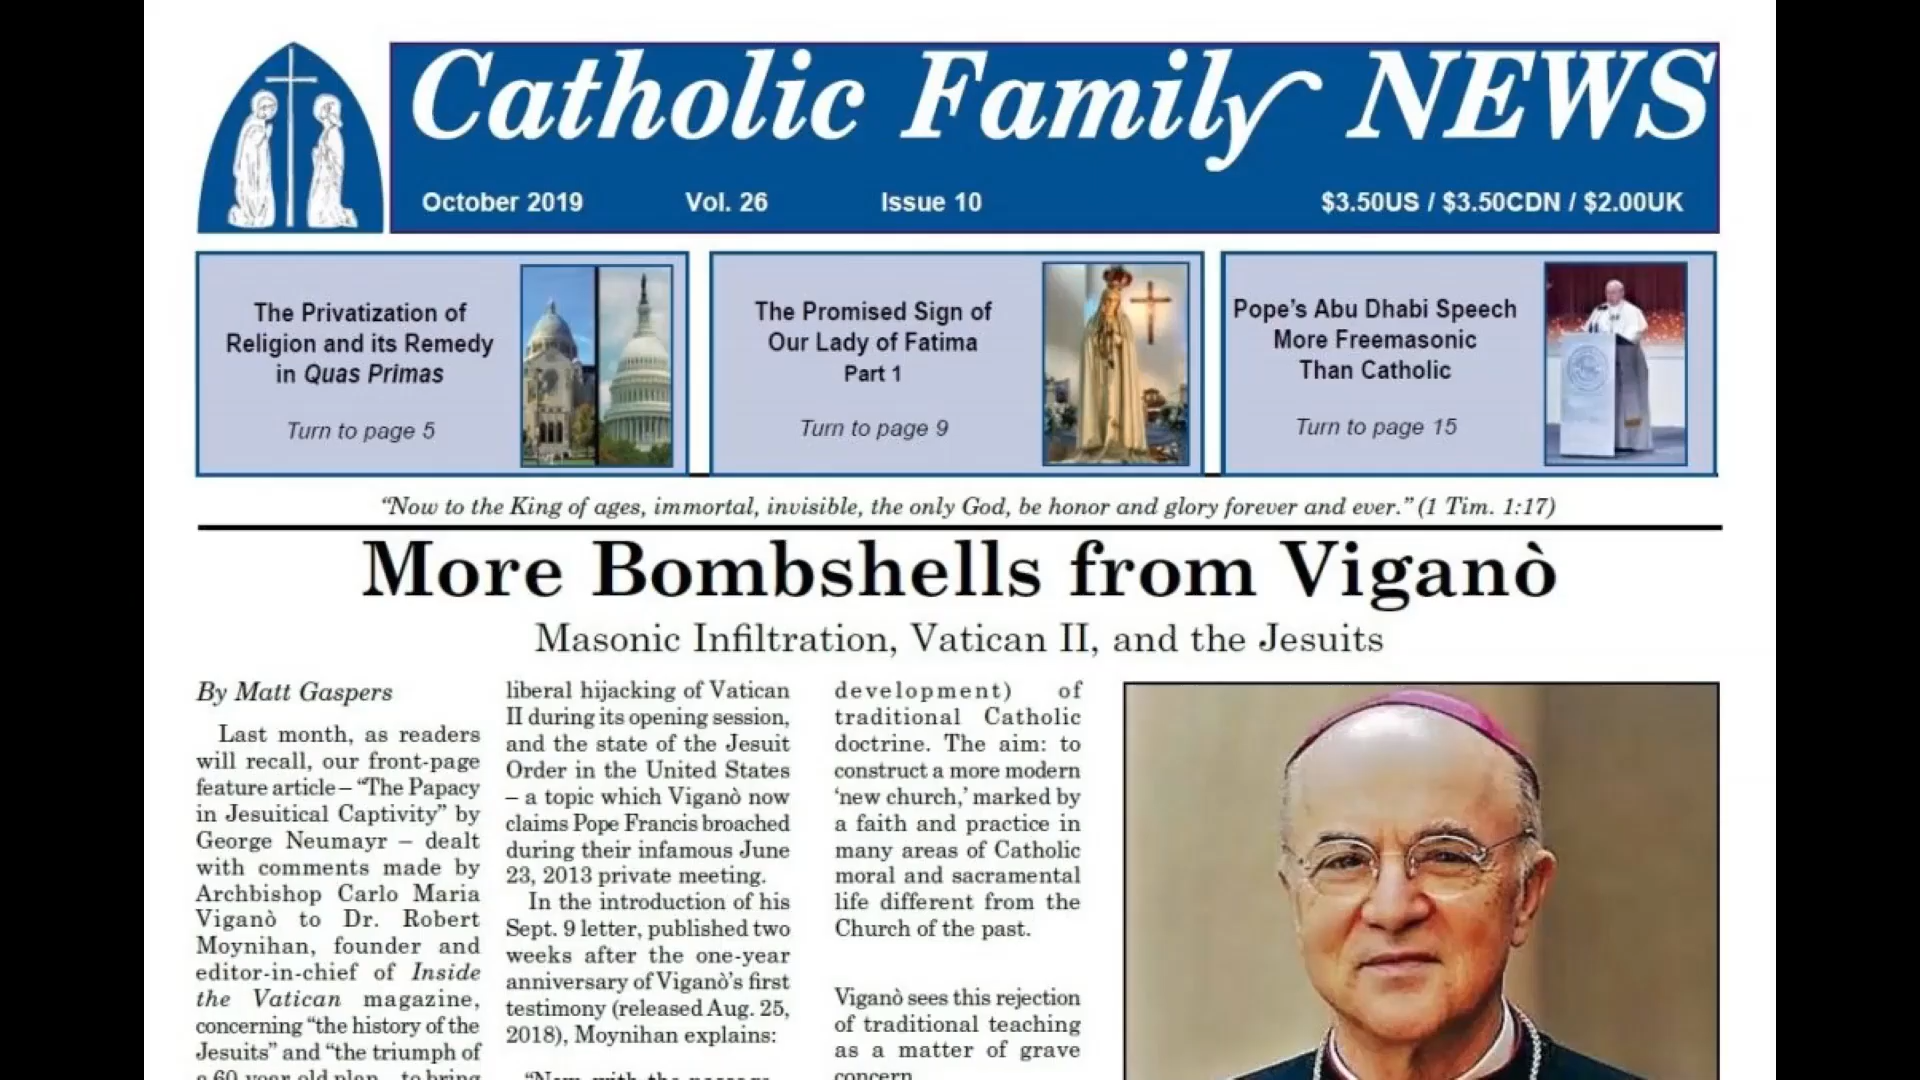 Catholic Family NEWS
October 2019 Vol. 26 Issue 10 $3.50US / $3.50CDN / $2.00UK
The Privatization of
Religion and its Remedy
in Quas Primas
Turn to page 5
The Promised Sign of
Our Lady of Fatima
Part 1
Turn to page 9
Pope's Abu Dhabi Speech
More Freemasonic
Than Catholic
Turn to page 15
“Now to the King of ages, immortal, invisible, the only God, be honor and glory forever and ever.” (1 Tim. 1:17)
More Bombshells from Viganò
Masonic Infiltration, Vatican II, and the Jesuits
By Matt Gaspers
Last month, as readers
will recall, our front-page
feature article – “The Papacy
in Jesuitical Captivity” by
George Neumayr – dealt
with comments made by
Archbishop Carlo Maria
Viganò to Dr. Robert
Moynihan, founder and
editor-in-chief of Inside
the Vatican magazine,
concerning “the history of the
Jesuits” and “the triumph of
a 60-year-old plan to bring
liberal hijacking of Vatican
II during its opening session,
and the state of the Jesuit
Order in the United States
– a topic which Viganò now
claims Pope Francis broached
during their infamous June
23, 2013 private meeting.
In the introduction of his
Sept. 9 letter, published two
weeks after the one-year
anniversary of Viganò's first
testimony (released Aug. 25,
2018), Moynihan explains:
“Now, with the passage
development) of
traditional Catholic
doctrine. The aim: to
construct a more modern
‘new church,’ marked by
a faith and practice in
many areas of Catholic
moral and sacramental
life different from the
Church of the past.
Viganò sees this rejection
of traditional teaching
as a matter of grave
concern